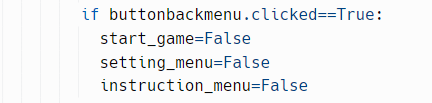 if buttonbackmenu.clicked==True:
start_game=False
setting_menu=False
instruction_menu=False